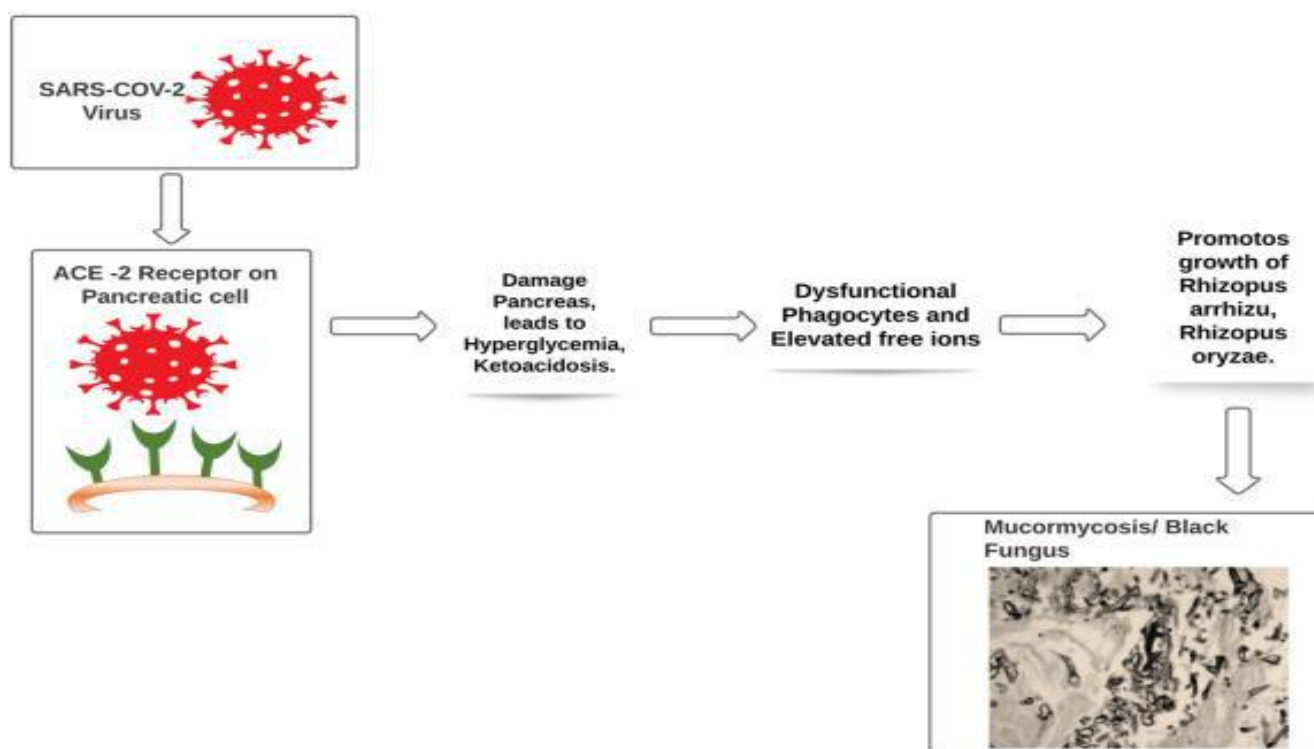 SARS-COV-2
Virus
ACE -2 Receptor on
Pancreatic cell
Damage
Pancreas,
leads to
Hyperglycemia,
Ketoacidosis.
Dysfunctional
Phagocytes and
Elevated free ions
Promotos
growth of
Rhizopus
arrhizu,
Rhizopus
oryzae.
Mucormycosis/ Black
Fungus